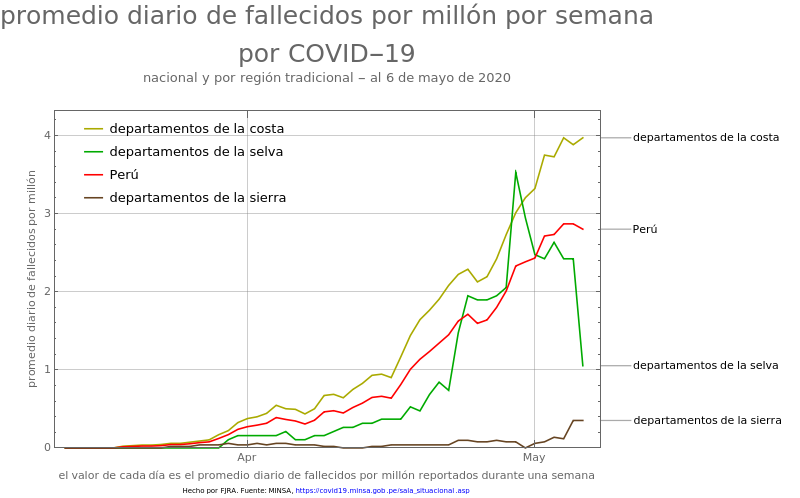 promedio diario de fallecidos por millón por semana
por COVID−19
nacional y por región tradicional − al 6 de mayo de 2020
departamentos de la costa
departamentos de la selva
Perú
departamentos de la sierra
promedio diario de fallecidos por millón
4
3
2
1
0
Apr
May
departamentos de la costa
Perú
departamentos de la selva
departamentos de la sierra
el valor de cada día es el promedio diario de fallecidos por millón reportados durante una semana
Hecho por FJRA. Fuente: MINSA, https://covid19.minsa.gob.pe/sala_situacional.asp